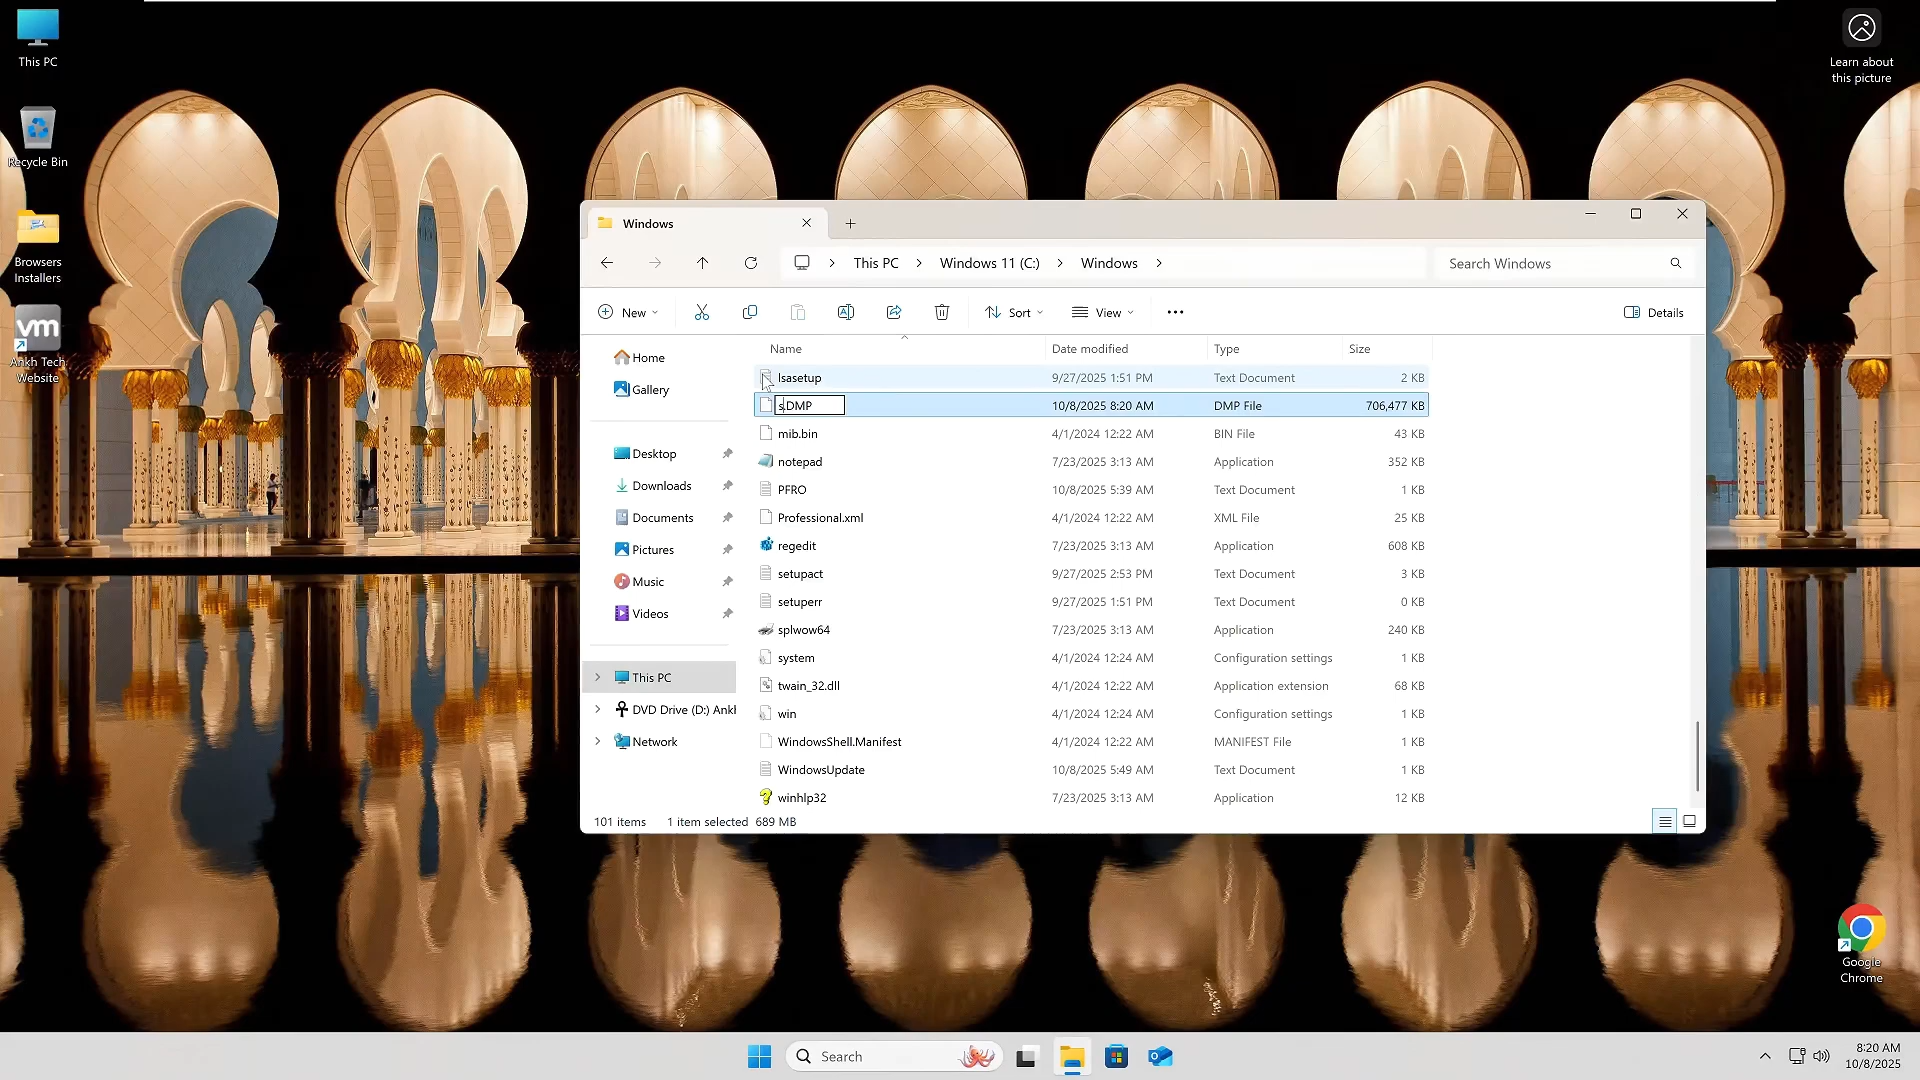 This PC
Recycle Bin
Browsers
Installers
vm
Ankh Tech
Website
Learn about
this picture
Windows
This PC
Windows 11 (C:)
Windows
Search Windows
New
Sort
View
Details
Home
Gallery
Desktop
Downloads
Documents
Pictures
Music
Videos
This PC
DVD Drive (D:) Ankh
Network
Name Date modified Type Size
lsasetup 9/27/2025 1:51 PM Text Document 2 KB
s.DMP 10/8/2025 8:20 AM DMP File 706,477 KB
mib.bin 4/1/2024 12:22 AM BIN File 43 KB
notepad 7/23/2025 3:13 AM Application 352 KB
PFRO 10/8/2025 5:39 AM Text Document 1 KB
Professional.xml 4/1/2024 12:22 AM XML File 25 KB
regedit 7/23/2025 3:13 AM Application 608 KB
setupact 9/27/2025 2:53 PM Text Document 3 KB
setuperr 9/27/2025 1:51 PM Text Document 0 KB
splwow64 7/23/2025 3:13 AM Application 240 KB
system 4/1/2024 12:24 AM Configuration settings 1 KB
twain_32.dll 4/1/2024 12:22 AM Application extension 68 KB
win 4/1/2024 12:24 AM Configuration settings 1 KB
WindowsShell.Manifest 4/1/2024 12:22 AM MANIFEST File 1 KB
WindowsUpdate 10/8/2025 5:49 AM Text Document 1 KB
winhlp32 7/23/2025 3:13 AM Application 12 KB
101 items 1 item selected 689 MB
Google
Chrome
Search
8:20 AM
10/8/2025